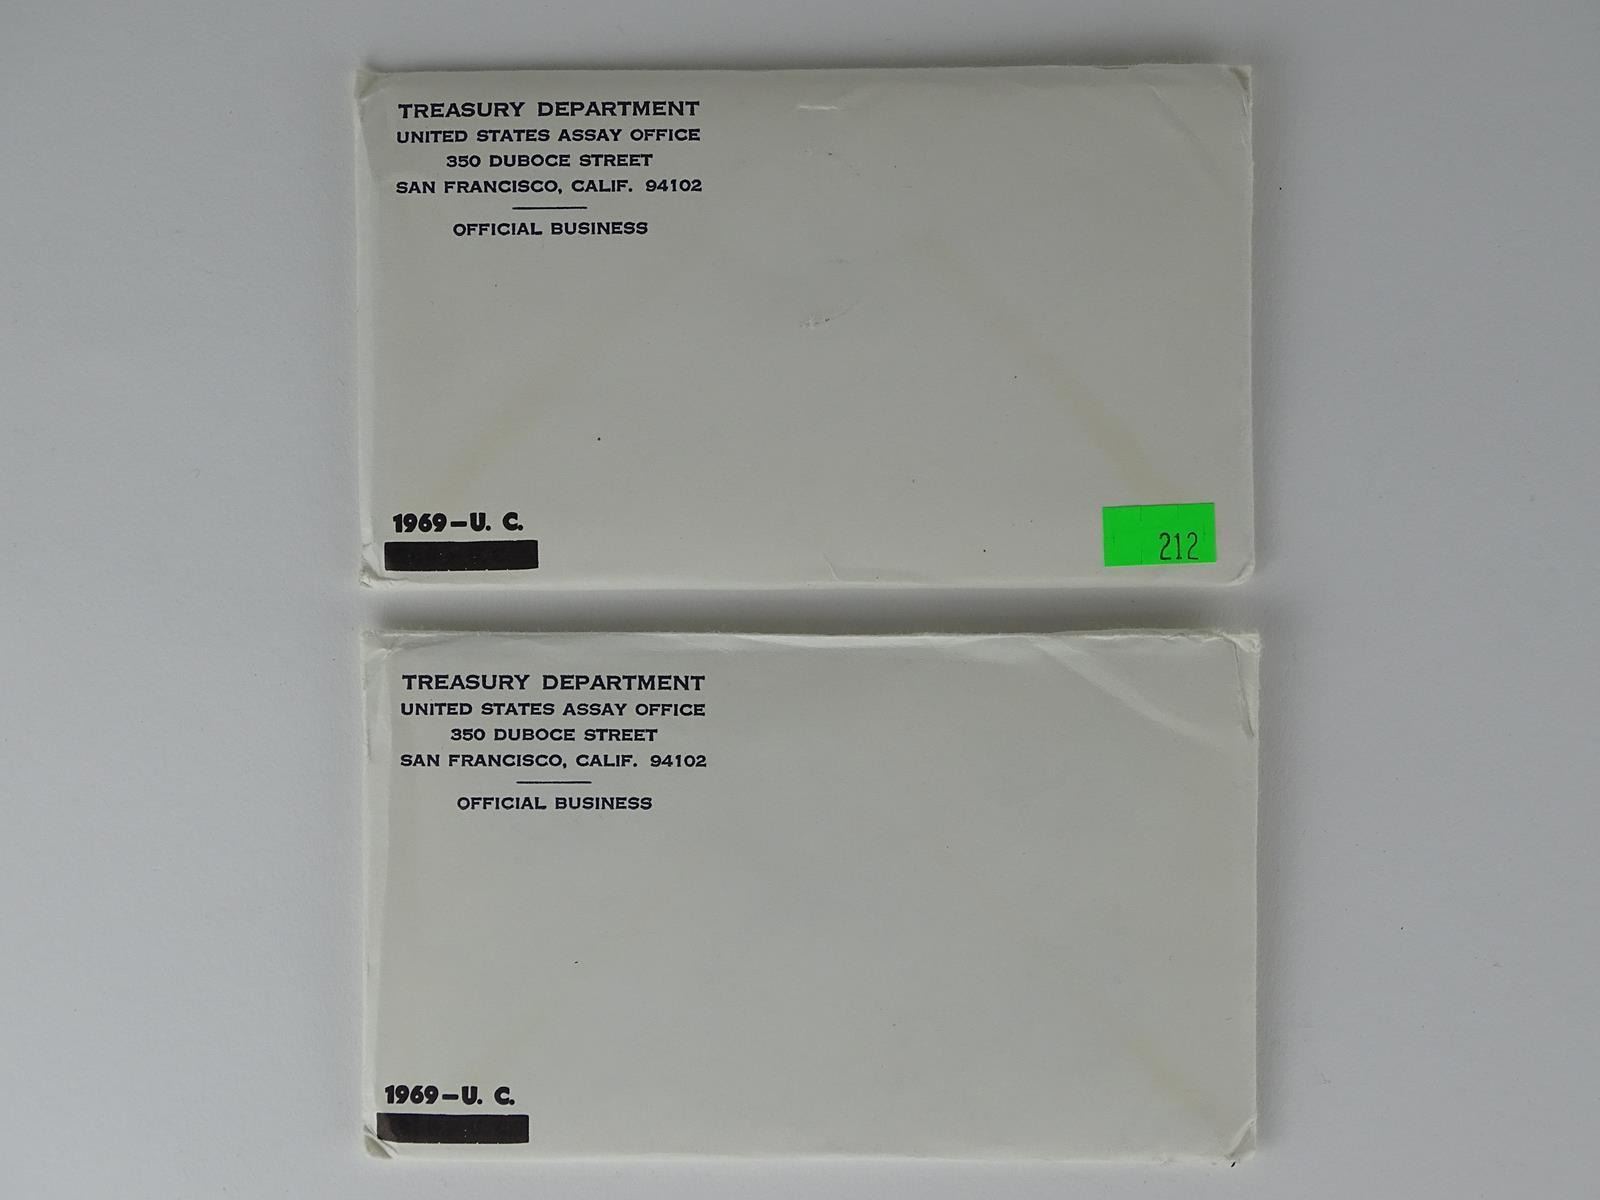 TREASURY DEPARTMENT
UNITED STATES ASSAY OFFICE
350 DUBOCE STREET
SAN FRANCISCO, CALIF. 94102
OFFICIAL BUSINESS
1969-U. C.
212
TREASURY DEPARTMENT
UNITED STATES ASSAY OFFICE
350 DUBOCE STREET
SAN FRANCISCO, CALIF. 94102
OFFICIAL BUSINESS
1969-U. C.